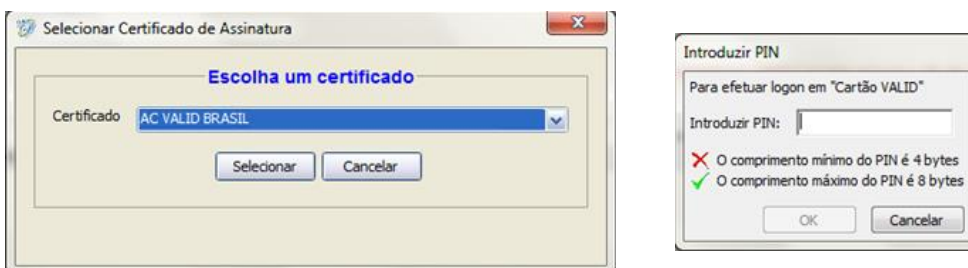 Selecionar Certificado de Assinatura
Escolha um certificado
Certificado AC VALID BRASIL
Selecionar Cancelar
Introduzir PIN
Para efetuar logon em "Cartão VALID"
Introduzir PIN:
O comprimento mínimo do PIN é 4 bytes
O comprimento máximo do PIN é 8 bytes
OK Cancelar